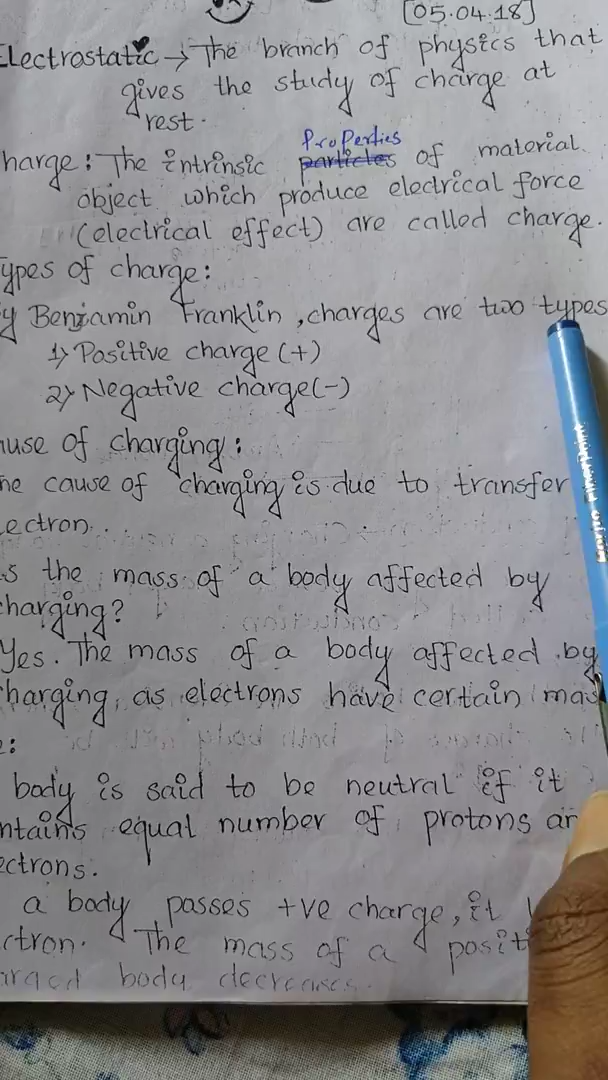 [05.04.18]
Electrostatic → The branch of physics that
gives the study of charge at
rest.
Properties
harge: The intrinsic particles of material
object which produce electrical force
(electrical effect) are called charge.
ypes of charge:
y Benjamin Franklin, charges are two types
1) Positive charge (+)
2) Negative charge(-)
use of charging:
he cause of charging is due to transfer
ectron.
s the mass of a body affected by
charging?
Yes. The mass of a body affected by
harging, as electrons have certain mas
e:
body is said to be neutral if it
ntains equal number of protons an
ectrons.
a body passes +ve charge, it
ctron. The mass of a posit
arged body decreases.